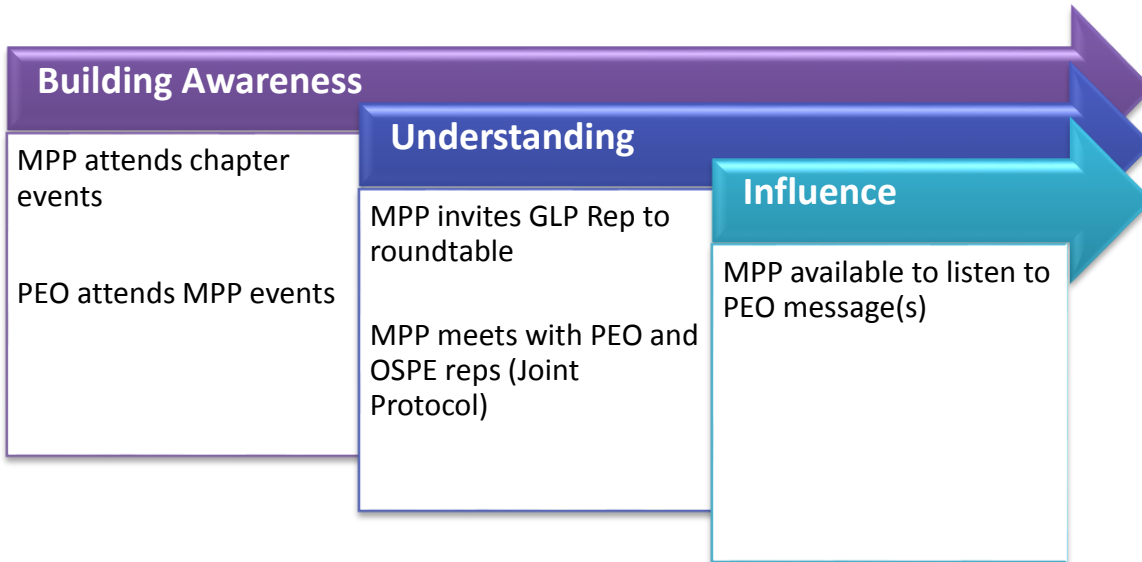 Building Awareness
MPP attends chapter
events
PEO attends MPP events
Understanding
MPP invites GLP Rep to
roundtable
MPP meets with PEO and
OSPE reps (Joint
Protocol)
Influence
MPP available to listen to
PEO message(s)